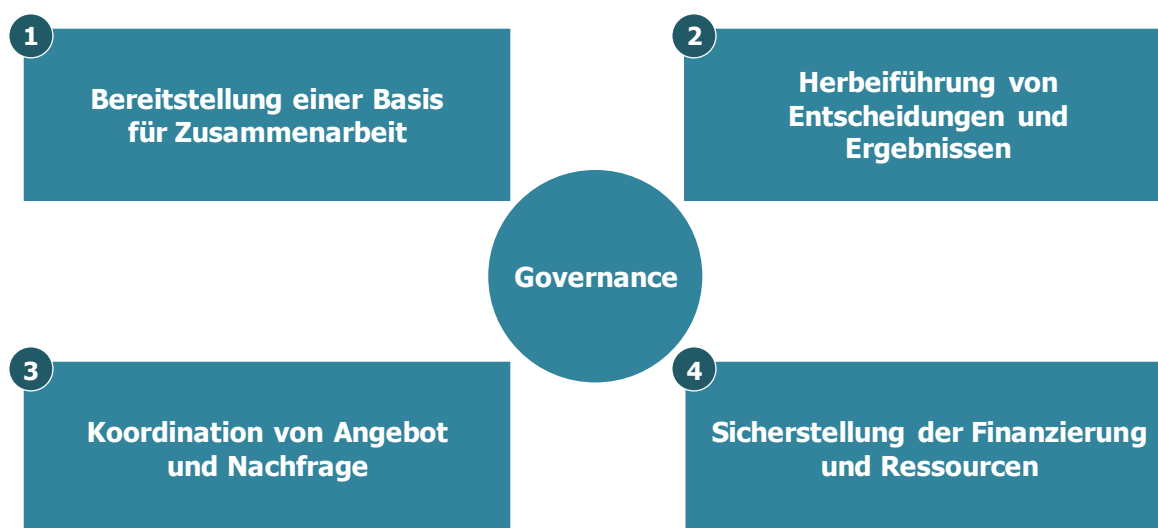 1
Bereitstellung einer Basis
für Zusammenarbeit
2
Herbeiführung von
Entscheidungen und
Ergebnissen
Governance
3
Koordination von Angebot
und Nachfrage
4
Sicherstellung der Finanzierung
und Ressourcen